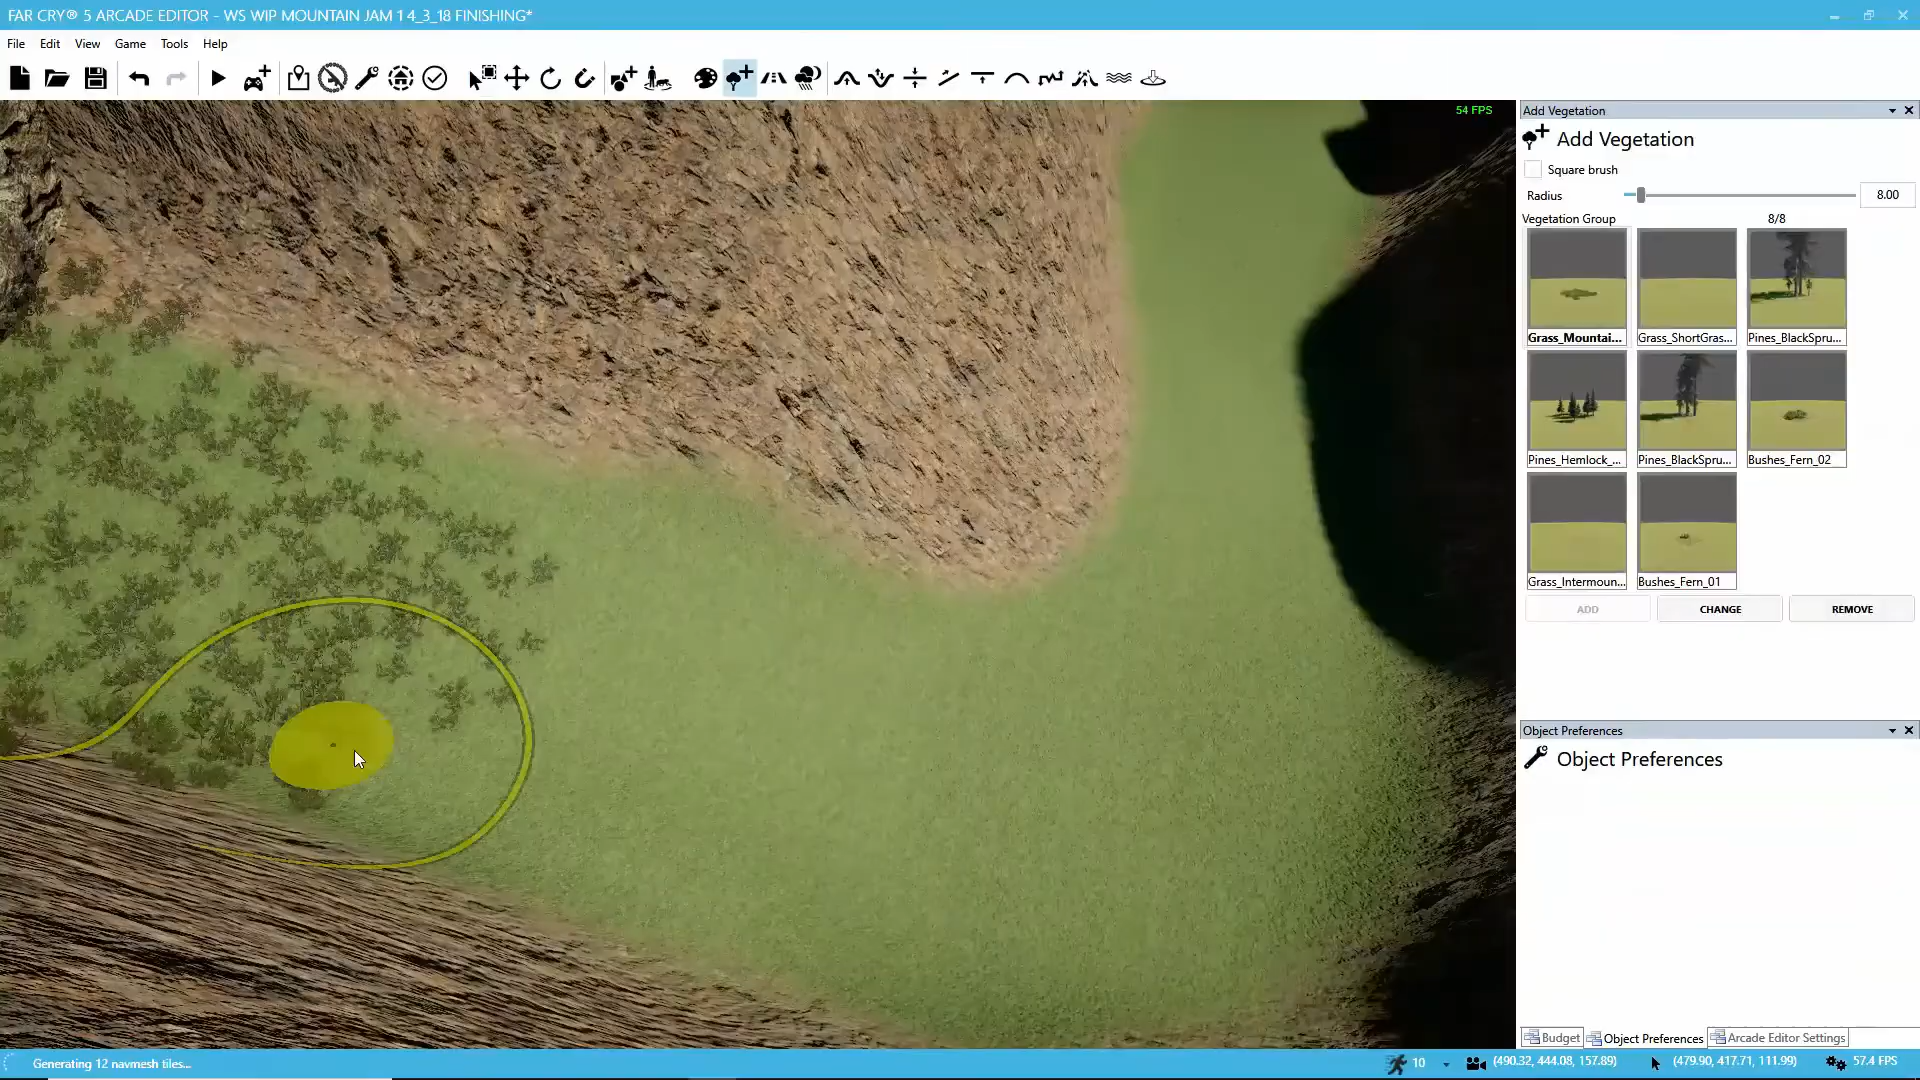 FAR CRY® 5 ARCADE EDITOR - WS WIP MOUNTAIN JAM 1 4_3_18 FINISHING*
File Edit View Game Tools Help
54 FPS
Add Vegetation
Add Vegetation
Square brush
Radius 8.00
Vegetation Group 8/8
Grass_Mountai... Grass_ShortGras... Pines_BlackSpru...
Pines_Hemlock_... Pines_BlackSpru... Bushes_Fern_02
Grass_Intermoun... Bushes_Fern_01
ADD CHANGE REMOVE
Object Preferences
Object Preferences
Budget Object Preferences Arcade Editor Settings
Generating 12 navmesh tiles... 10 (490.32, 444.08, 157.89) (479.90, 417.71, 111.99) 57.4 FPS